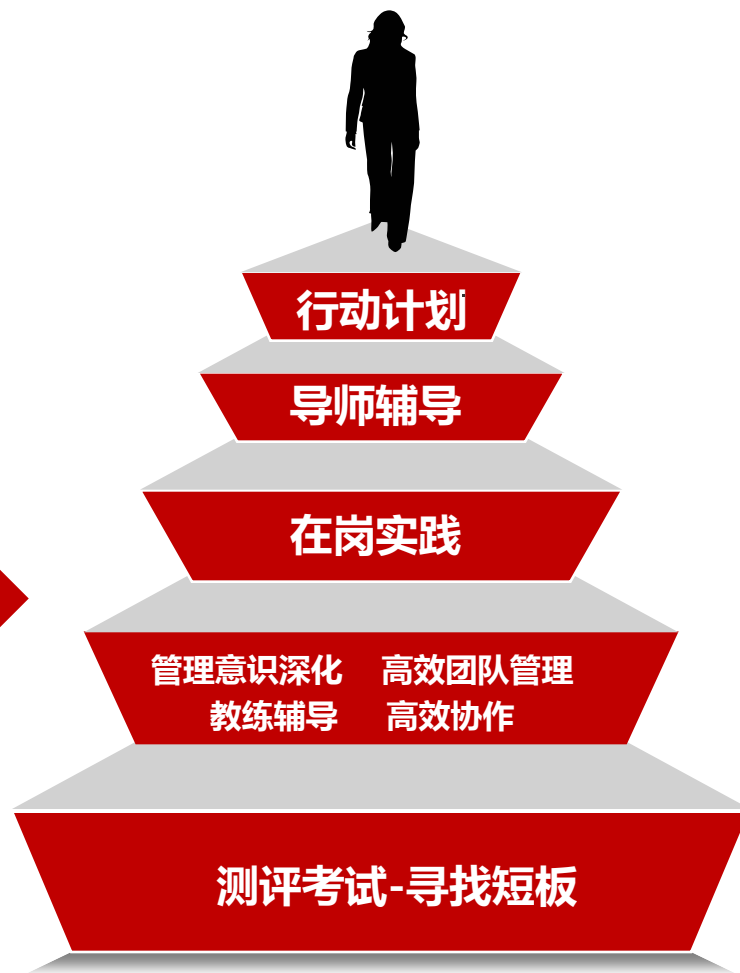 行动计划
导师辅导
在岗实践
管理意识深化 高效团队管理
教练辅导 高效协作
测评考试-寻找短板